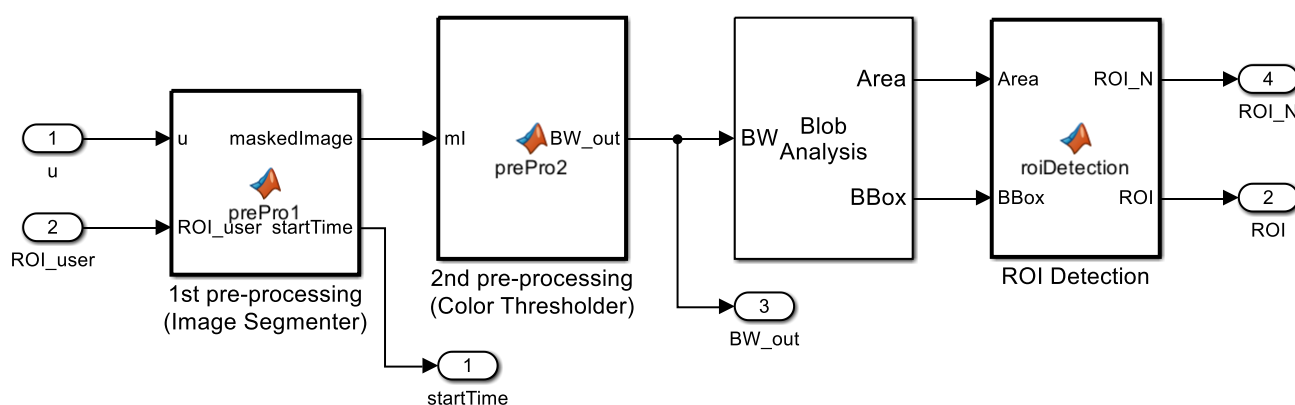 1
u
2
ROI_user
u
maskedImage
prePro1
ROI_user
startTime
1st pre-processing
(Image Segmenter)
1
startTime
mI
BW_out
prePro2
2nd pre-processing
(Color Thresholder)
3
BW_out
BW
Blob
Analysis
Area
BBox
Area
ROI_N
roiDetection
BBox
ROI
ROI Detection
4
ROI_N
2
ROI